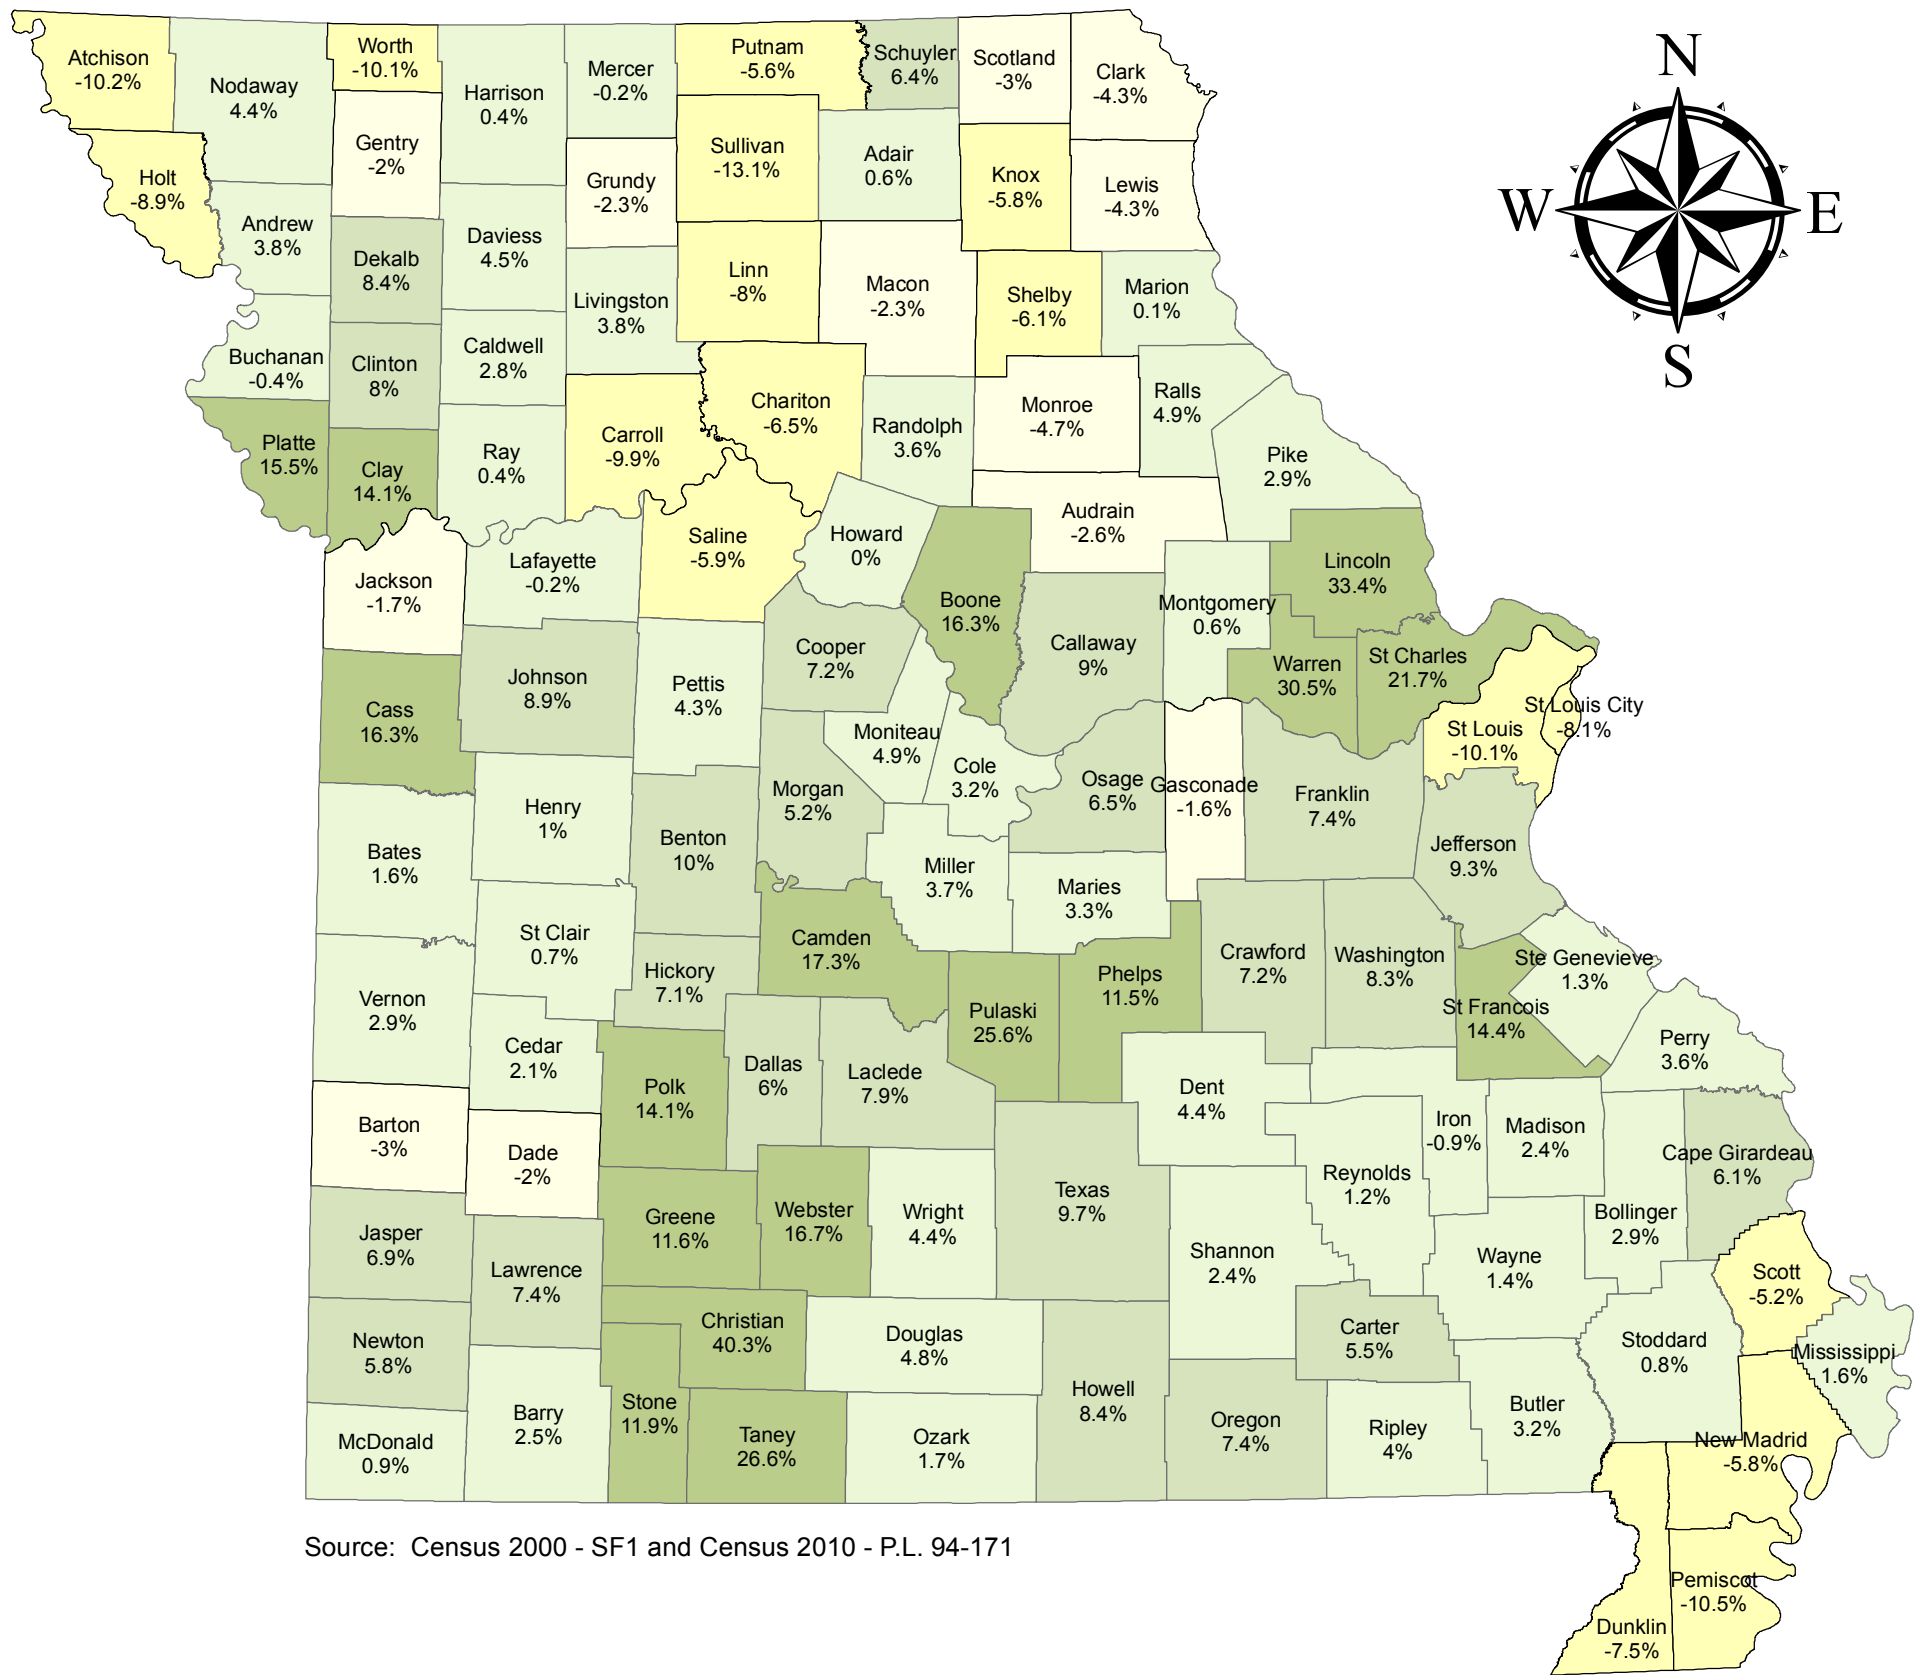 N
W
E
S
Atchison
-10.2%
Nodaway
4.4%
Worth
-10.1%
Harrison
0.4%
Mercer
-0.2%
Putnam
-5.6%
Schuyler
6.4%
Scotland
-3%
Clark
-4.3%
Holt
-8.9%
Andrew
3.8%
Gentry
-2%
Dekalb
8.4%
Daviess
4.5%
Grundy
-2.3%
Sullivan
-13.1%
Adair
0.6%
Knox
-5.8%
Lewis
-4.3%
Livingston
3.8%
Linn
-8%
Macon
-2.3%
Shelby
-6.1%
Marion
0.1%
Buchanan
-0.4%
Clinton
8%
Caldwell
2.8%
Platte
15.5%
Clay
14.1%
Ray
0.4%
Carroll
-9.9%
Chariton
-6.5%
Randolph
3.6%
Monroe
-4.7%
Ralls
4.9%
Pike
2.9%
Jackson
-1.7%
Lafayette
-0.2%
Saline
-5.9%
Howard
0%
Boone
16.3%
Audrain
-2.6%
Callaway
9%
Montgomery
0.6%
Lincoln
33.4%
Warren
30.5%
St Charles
21.7%
St Louis City
-8.1%
St Louis
-10.1%
Cass
16.3%
Johnson
8.9%
Pettis
4.3%
Cooper
7.2%
Moniteau
4.9%
Cole
3.2%
Osage
6.5%
Gasconade
-1.6%
Franklin
7.4%
Jefferson
9.3%
Bates
1.6%
Henry
1%
Benton
10%
Morgan
5.2%
Miller
3.7%
Maries
3.3%
Vernon
2.9%
St Clair
0.7%
Hickory
7.1%
Camden
17.3%
Pulaski
25.6%
Phelps
11.5%
Crawford
7.2%
Washington
8.3%
St Francois
14.4%
Ste Genevieve
1.3%
Perry
3.6%
Cedar
2.1%
Polk
14.1%
Dallas
6%
Laclede
7.9%
Dent
4.4%
Iron
-0.9%
Madison
2.4%
Cape Girardeau
6.1%
Barton
-3%
Dade
-2%
Greene
11.6%
Webster
16.7%
Wright
4.4%
Texas
9.7%
Reynolds
1.2%
Bollinger
2.9%
Jasper
6.9%
Lawrence
7.4%
Shannon
2.4%
Wayne
1.4%
Scott
-5.2%
Newton
5.8%
Christian
40.3%
Douglas
4.8%
Carter
5.5%
Stoddard
0.8%
Mississippi
1.6%
McDonald
0.9%
Barry
2.5%
Stone
11.9%
Taney
26.6%
Ozark
1.7%
Howell
8.4%
Oregon
7.4%
Ripley
4%
Butler
3.2%
New Madrid
-5.8%
Pemiscot
-10.5%
Dunklin
-7.5%
Source: Census 2000 - SF1 and Census 2010 - P.L. 94-171